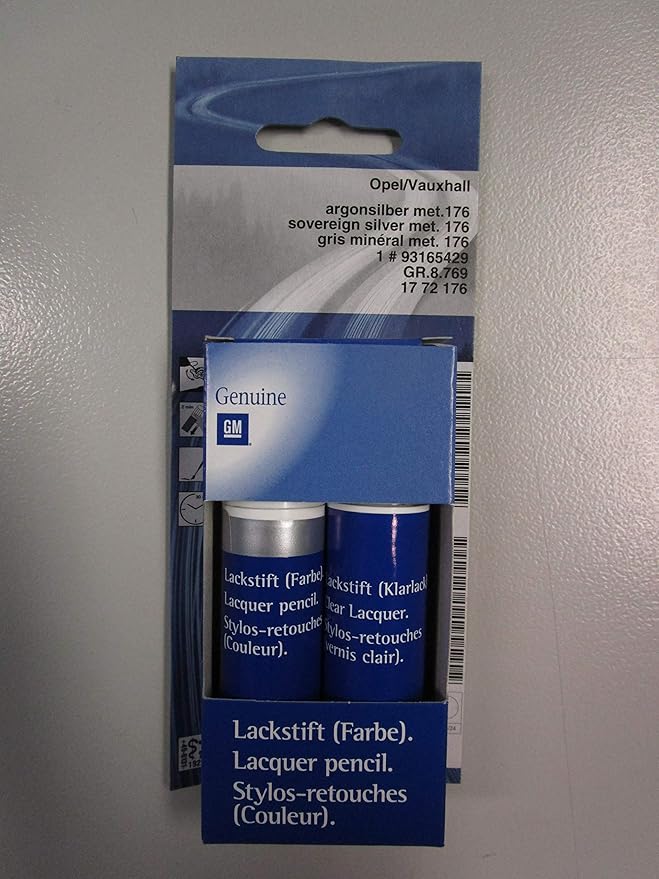 Opel/Vauxhall
argonsilber met.176
sovereign silver met. 176
gris minéral met. 176
1 # 93165429
GR.8.769
17 72 176
Genuine
GM
Lackstift (Farbe)
Lacquer pencil.
Stylos-retouches
(Couleur).
Lackstift (Klarlack)
Clear Lacquer.
Stylos-retouches
(vernis clair).
Lackstift (Farbe).
Lacquer pencil.
Stylos-retouches
(Couleur).